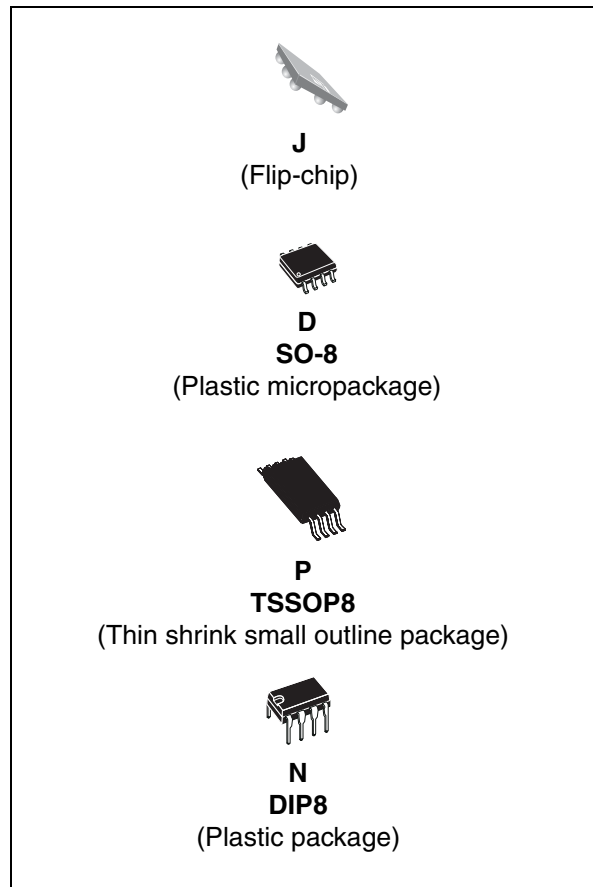 J
(Flip-chip)
D
SO-8
(Plastic micropackage)
P
TSSOP8
(Thin shrink small outline package)
N
DIP8
(Plastic package)